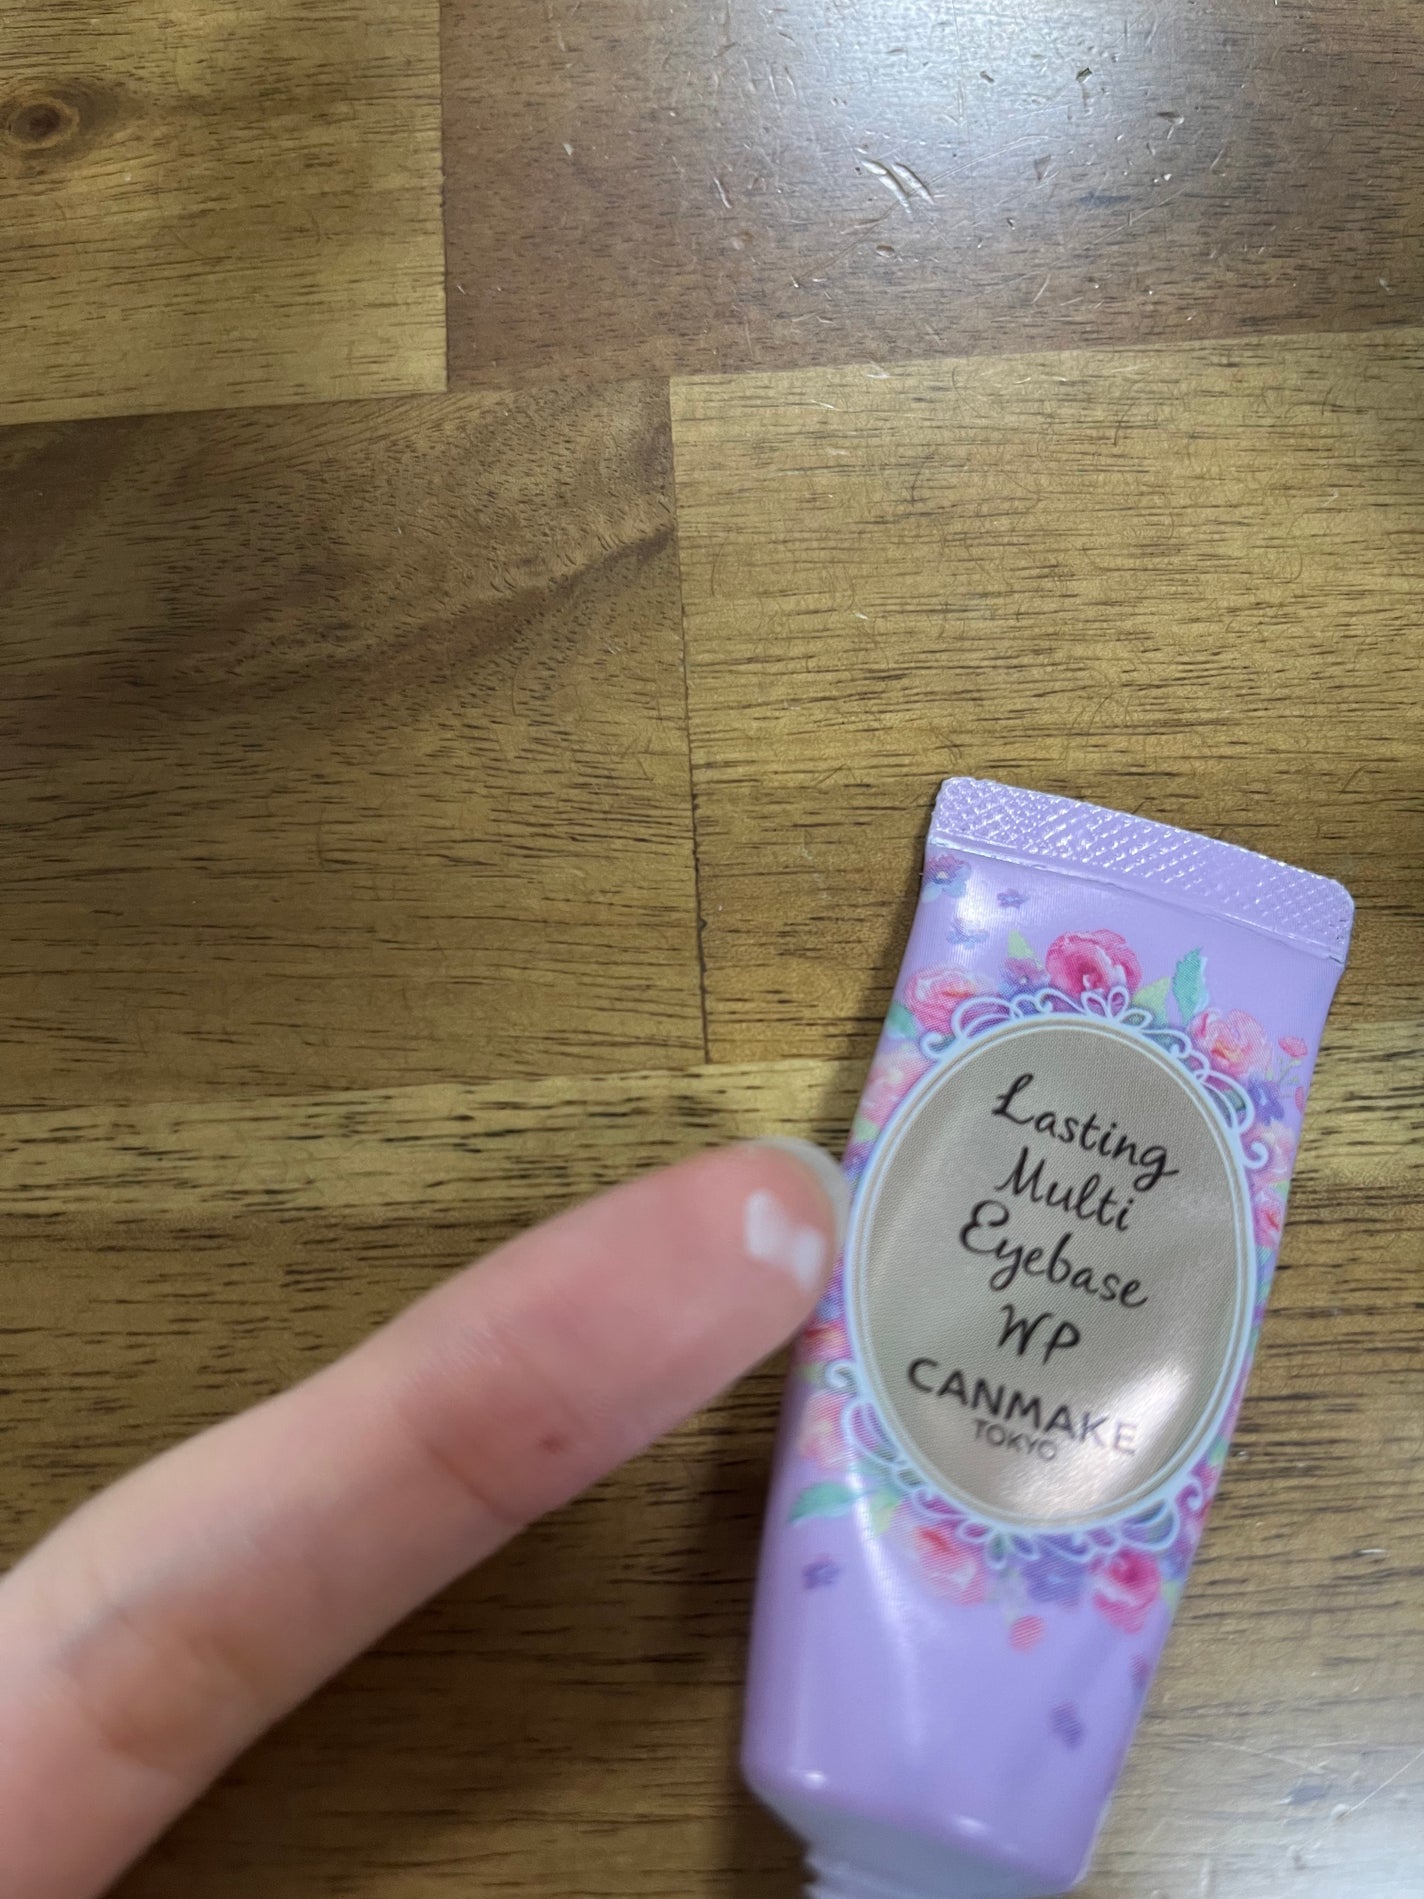 Lasting
Multi
Eyebase
WP
CANMAKE
TOKYO